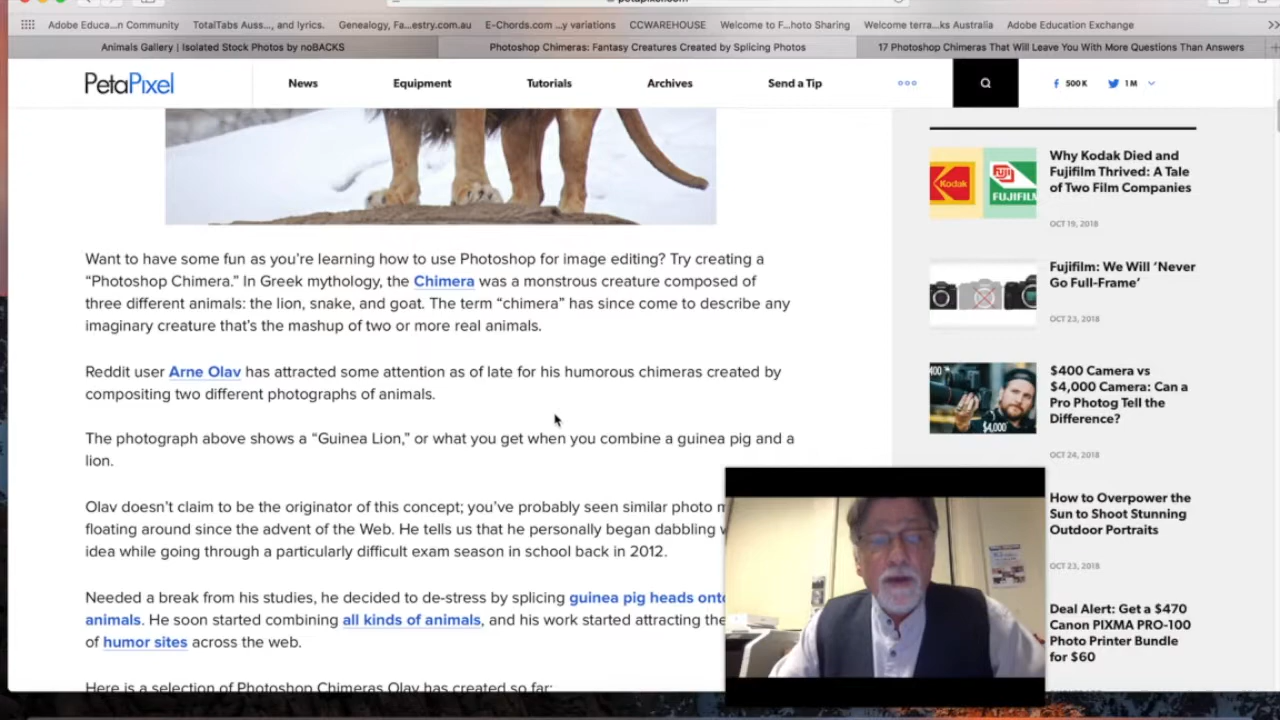 petapixel.com
Adobe Educa...n Community TotalTabs Auss..., and lyrics. Genealogy, Fa...estry.com.au E-Chords.com ...y variations CCWAREHOUSE Welcome to F...hoto Sharing Welcome terra...ks Australia Adobe Education Exchange
Animals Gallery | Isolated Stock Photos by noBACKS Photoshop Chimeras: Fantasy Creatures Created by Splicing Photos 17 Photoshop Chimeras That Will Leave You With More Questions Than Answers
PetaPixel News Equipment Tutorials Archives Send a Tip 500 K 1 M
Want to have some fun as you're learning how to use Photoshop for image editing? Try creating a
“Photoshop Chimera.” In Greek mythology, the Chimera was a monstrous creature composed of
three different animals: the lion, snake, and goat. The term “chimera” has since come to describe any
imaginary creature that's the mashup of two or more real animals.
Reddit user Arne Olav has attracted some attention as of late for his humorous chimeras created by
compositing two different photographs of animals.
The photograph above shows a “Guinea Lion,” or what you get when you combine a guinea pig and a
lion.
Olav doesn't claim to be the originator of this concept; you've probably seen similar photo
floating around since the advent of the Web. He tells us that he personally began dabbling
idea while going through a particularly difficult exam season in school back in 2012.
Needed a break from his studies, he decided to de-stress by splicing guinea pig heads onto
animals. He soon started combining all kinds of animals, and his work started attracting the
of humor sites across the web.
Here is a selection of Photoshop Chimeras Olav has created so far:
Kodak
FUJI
FUJIFILM
Why Kodak Died and
Fujifilm Thrived: A Tale
of Two Film Companies
OCT 19, 2018
Fujifilm: We Will ‘Never
Go Full-Frame’
OCT 23, 2018
$4,000
$400 Camera vs
$4,000 Camera: Can a
Pro Photog Tell the
Difference?
OCT 24, 2018
How to Overpower the
Sun to Shoot Stunning
Outdoor Portraits
OCT 23, 2018
Deal Alert: Get a $470
Canon PIXMA PRO-100
Photo Printer Bundle
for $60